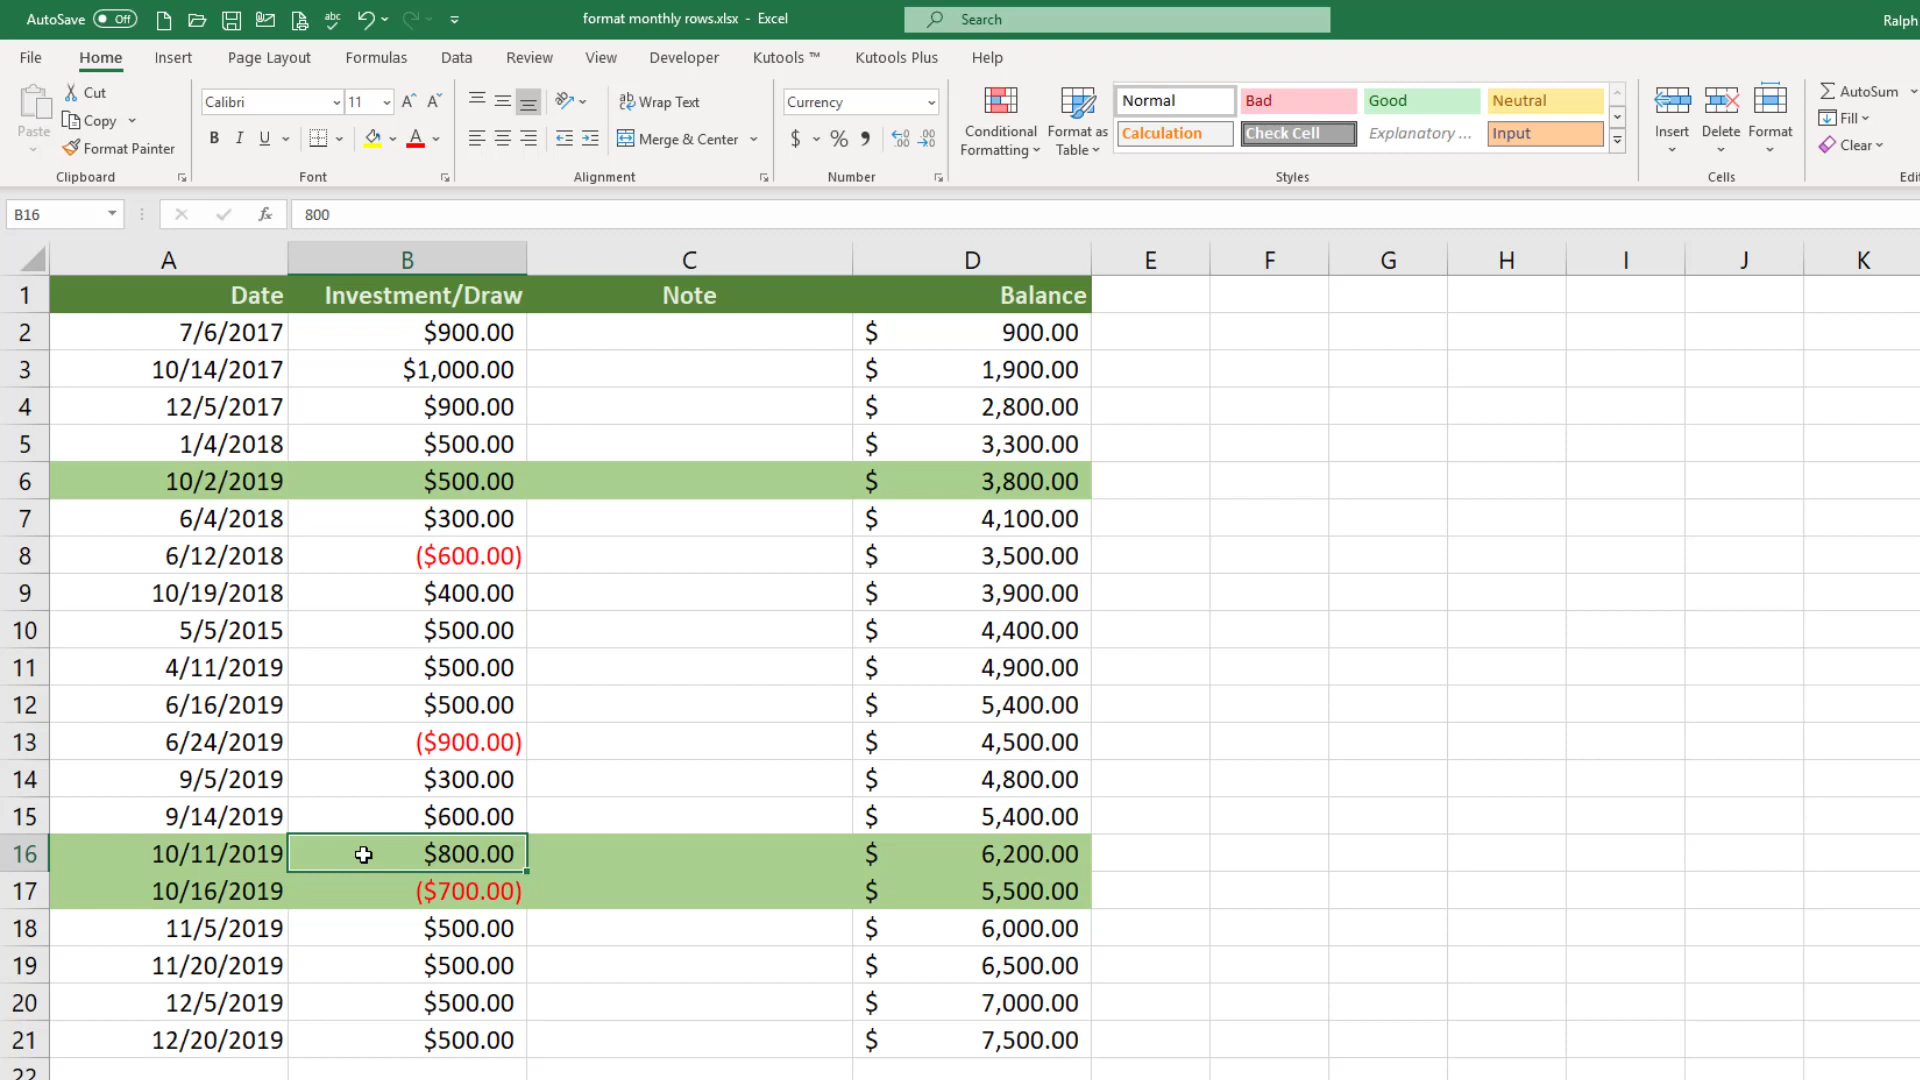 AutoSave Off format monthly rows.xlsx - Excel Search Ralph
File Home Insert Page Layout Formulas Data Review View Developer Kutools ™ Kutools Plus Help
Paste
Cut
Copy
Format Painter
Clipboard
Calibri 11
B I U
Font
Wrap Text
Merge & Center
Alignment
Currency
$ % 9
Number
Conditional Formatting
Format as Table
Normal Bad Good Neutral
Calculation Check Cell Explanatory ... Input
Styles
Insert Delete Format
Cells
AutoSum
Fill
Clear
Edi
B16 fx 800
A B C D E F G H I J K
1 Date Investment/Draw Note Balance
2 7/6/2017 $900.00 $ 900.00
3 10/14/2017 $1,000.00 $ 1,900.00
4 12/5/2017 $900.00 $ 2,800.00
5 1/4/2018 $500.00 $ 3,300.00
6 10/2/2019 $500.00 $ 3,800.00
7 6/4/2018 $300.00 $ 4,100.00
8 6/12/2018 ($600.00) $ 3,500.00
9 10/19/2018 $400.00 $ 3,900.00
10 5/5/2015 $500.00 $ 4,400.00
11 4/11/2019 $500.00 $ 4,900.00
12 6/16/2019 $500.00 $ 5,400.00
13 6/24/2019 ($900.00) $ 4,500.00
14 9/5/2019 $300.00 $ 4,800.00
15 9/14/2019 $600.00 $ 5,400.00
16 10/11/2019 $800.00 $ 6,200.00
17 10/16/2019 ($700.00) $ 5,500.00
18 11/5/2019 $500.00 $ 6,000.00
19 11/20/2019 $500.00 $ 6,500.00
20 12/5/2019 $500.00 $ 7,000.00
21 12/20/2019 $500.00 $ 7,500.00
22